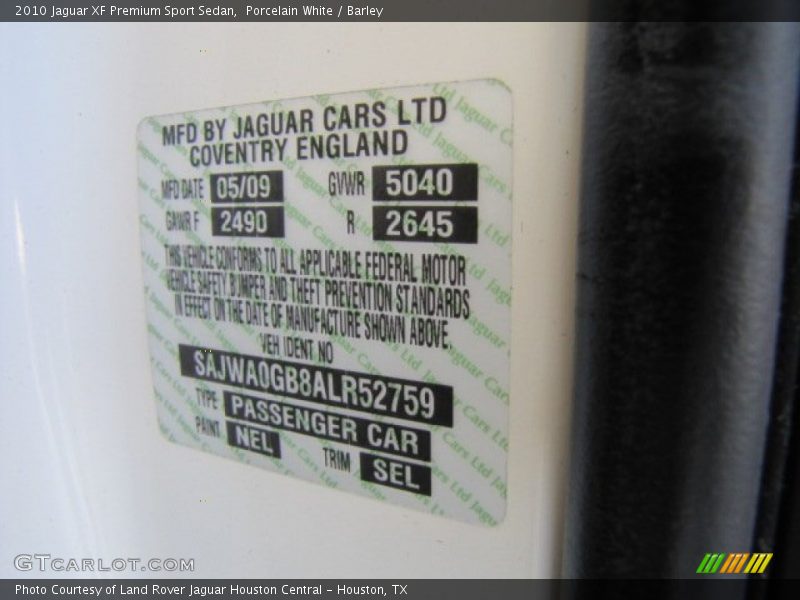 2010 Jaguar XF Premium Sport Sedan,  Porcelain White / Barley
MFD BY JAGUAR CARS LTD
COVENTRY ENGLAND
MFD DATE 05/09 GVWR 5040
GAWR F 2490 R 2645
THIS VEHICLE CONFORMS TO ALL APPLICABLE FEDERAL MOTOR
VEHICLE SAFETY BUMPER AND THEFT PREVENTION STANDARDS
IN EFFECT ON THE DATE OF MANUFACTURE SHOWN ABOVE.
VEH IDENT NO
SAJWA0GB8ALR52759
TYPE PASSENGER CAR
PAINT NEL TRIM SEL
GTCARLOT.COM
Photo Courtesy of Land Rover Jaguar Houston Central - Houston, TX